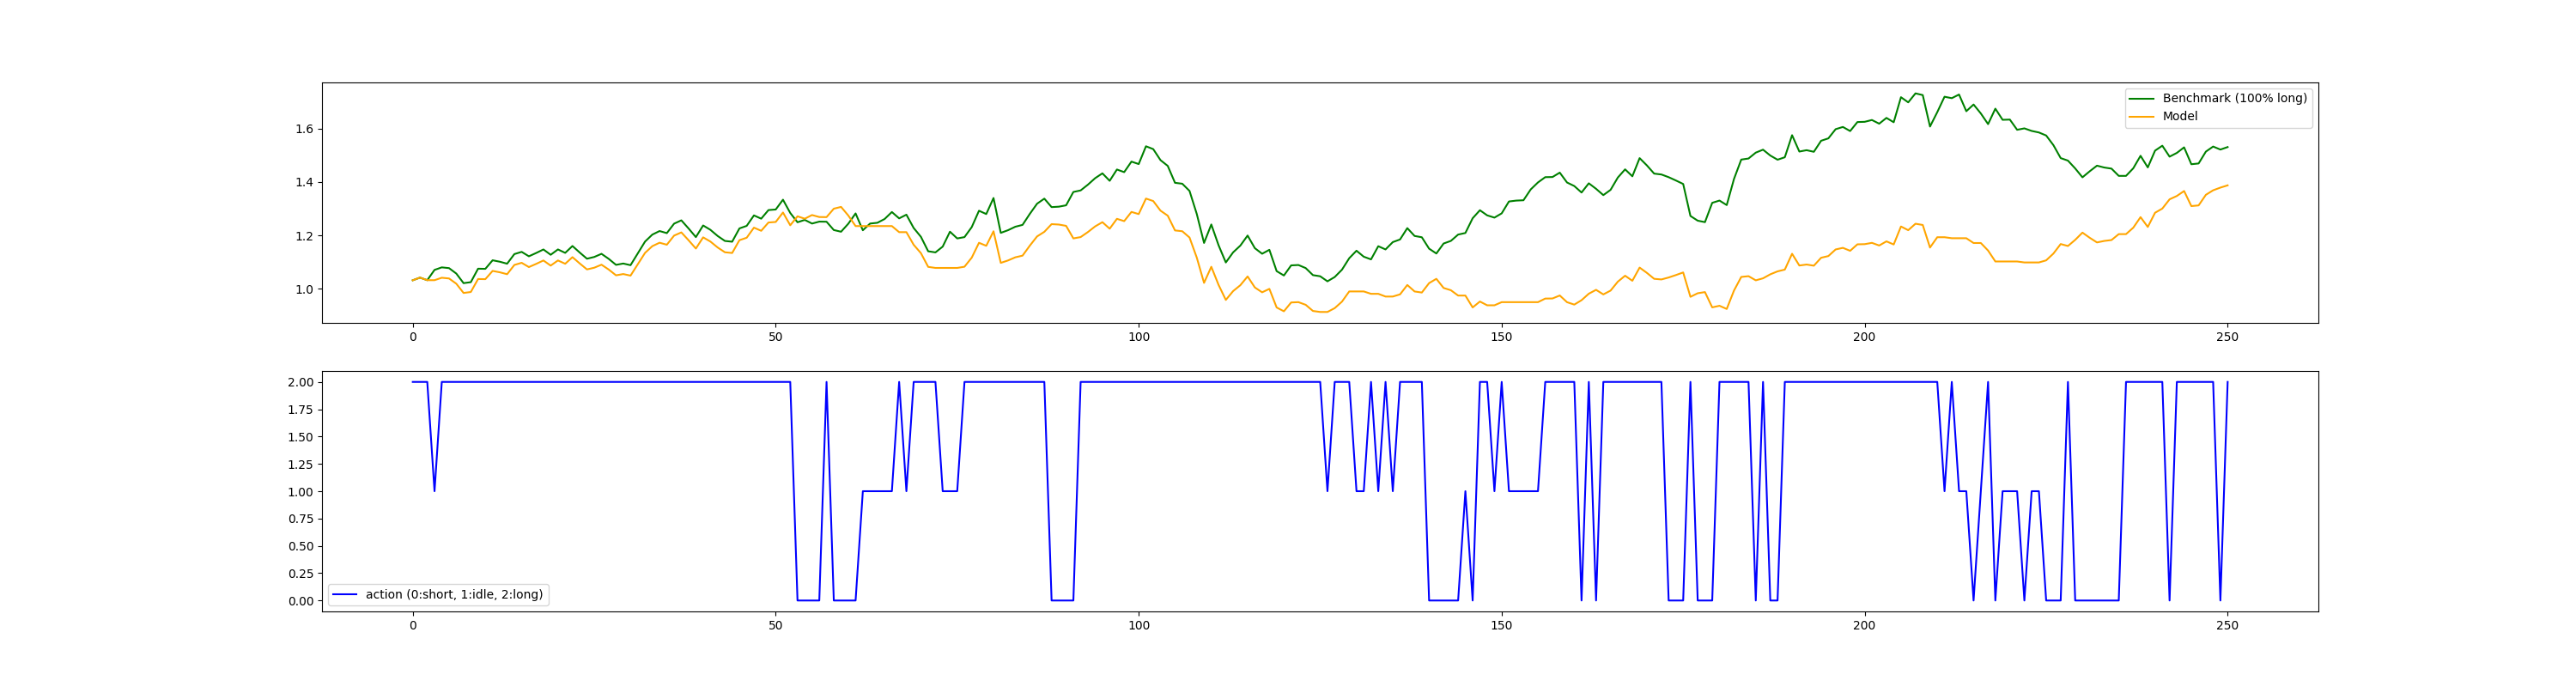 1.6
1.4
1.2
1.0
Benchmark (100% long)
Model
0 50 100 150 200 250
2.00
1.75
1.50
1.25
1.00
0.75
0.50
0.25
0.00
action (0:short, 1:idle, 2:long)
0 50 100 150 200 250